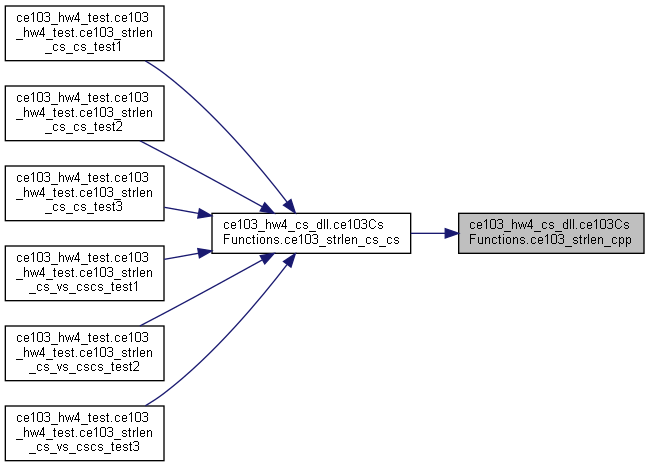 ce103_hw4_test.ce103
_hw4_test.ce103_strlen
_cs_cs_test1
ce103_hw4_test.ce103
_hw4_test.ce103_strlen
_cs_cs_test2
ce103_hw4_test.ce103
_hw4_test.ce103_strlen
_cs_cs_test3
ce103_hw4_cs_dll.ce103Cs
Functions.ce103_strlen_cs_cs
ce103_hw4_cs_dll.ce103Cs
Functions.ce103_strlen_cpp
ce103_hw4_test.ce103
_hw4_test.ce103_strlen
_cs_vs_cscs_test1
ce103_hw4_test.ce103
_hw4_test.ce103_strlen
_cs_vs_cscs_test2
ce103_hw4_test.ce103
_hw4_test.ce103_strlen
_cs_vs_cscs_test3